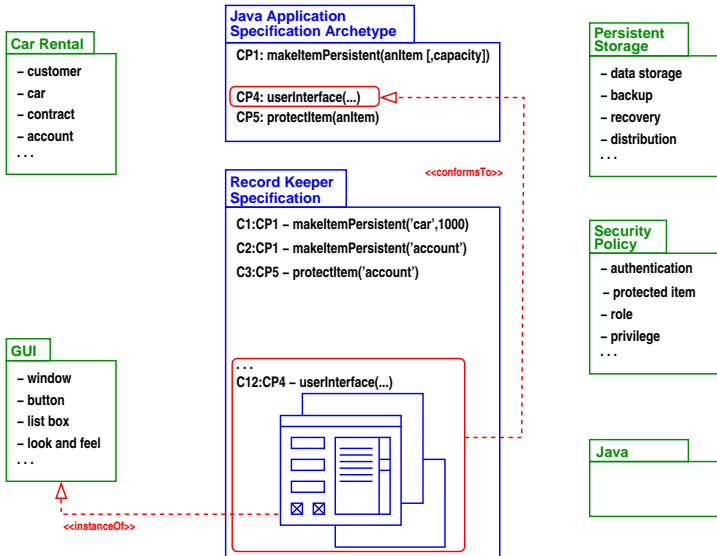 Java Application
Specification Archetype
CP1: makeItemPersistent(anItem [,capacity])
CP4: userInterface(...)
CP5: protectItem(anItem)
Car Rental
– customer
– car
– contract
– account
. . .
Persistent
Storage
– data storage
– backup
– recovery
– distribution
. . .
<<conformsTo>>
Record Keeper
Specification
C1:CP1 – makeItemPersistent('car',1000)
C2:CP1 – makeItemPersistent('account')
C3:CP5 – protectItem('account')
. . .
C12:CP4 – userInterface(...)
Security
Policy
– authentication
– protected item
– role
– privilege
. . .
GUI
– window
– button
– list box
– look and feel
. . .
<<instanceOf>>
Java